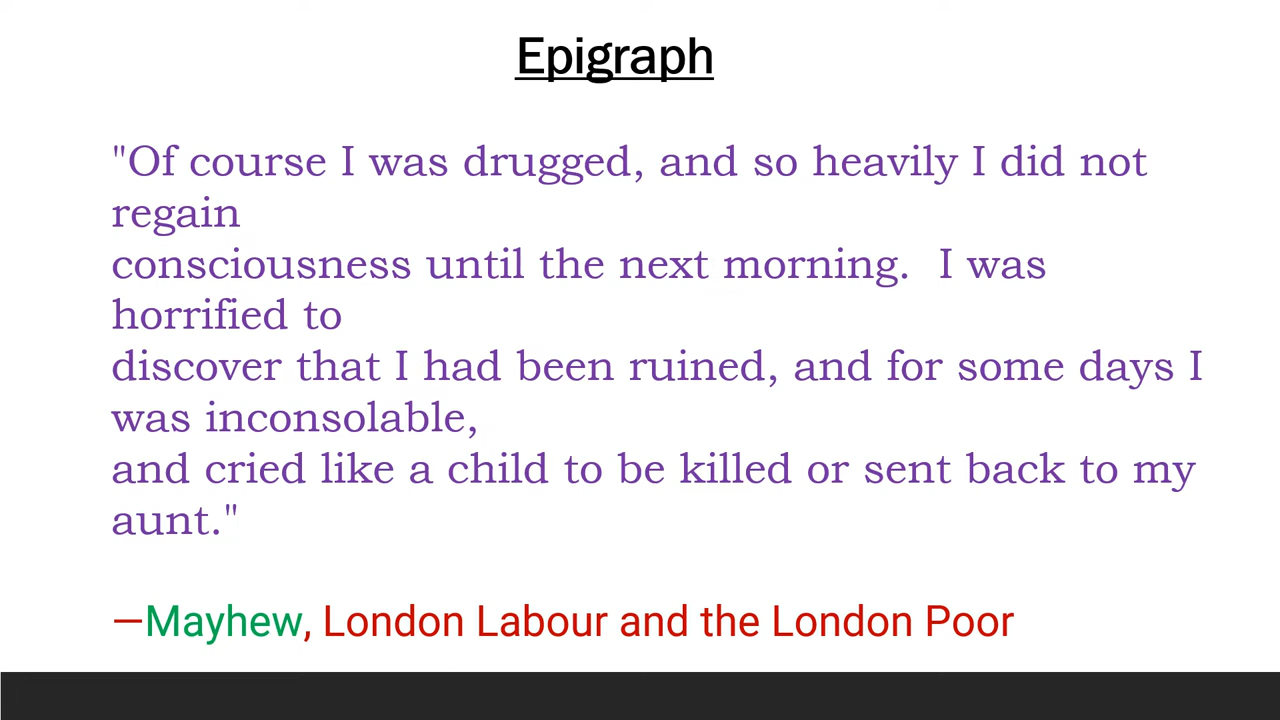 Epigraph
"Of course I was drugged, and so heavily I did not
regain
consciousness until the next morning.  I was
horrified to
discover that I had been ruined, and for some days I
was inconsolable,
and cried like a child to be killed or sent back to my
aunt."
—Mayhew, London Labour and the London Poor